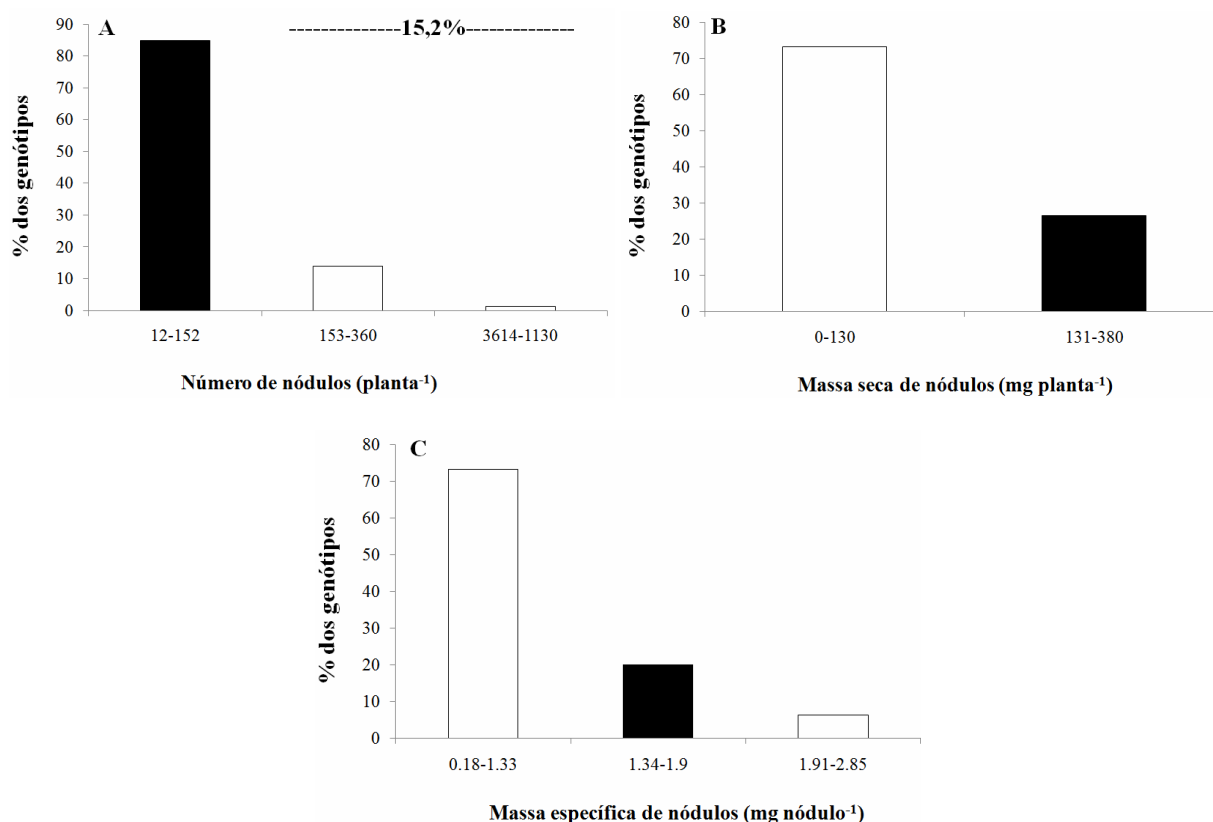 A
---------------15,2%---------------
% dos genótipos
90
80
70
60
50
40
30
20
10
0
12-152 153-360 3614-1130
Número de nódulos (planta⁻¹)
B
% dos genótipos
80
70
60
50
40
30
20
10
0
0-130 131-380
Massa seca de nódulos (mg planta⁻¹)
C
% dos genótipos
80
70
60
50
40
30
20
10
0
0.18-1.33 1.34-1.9 1.91-2.85
Massa específica de nódulos (mg nódulo⁻¹)